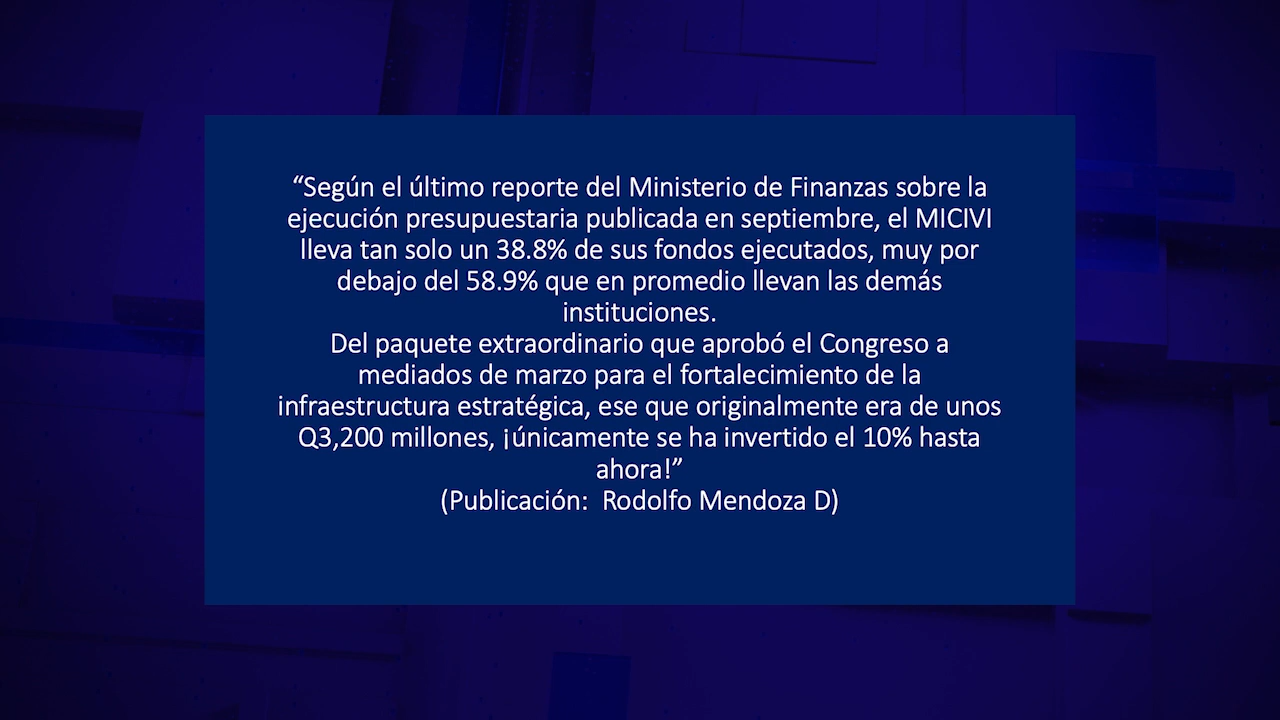 “Según el último reporte del Ministerio de Finanzas sobre la
ejecución presupuestaria publicada en septiembre, el MICIVI
lleva tan solo un 38.8% de sus fondos ejecutados, muy por
debajo del 58.9% que en promedio llevan las demás
instituciones.
Del paquete extraordinario que aprobó el Congreso a
mediados de marzo para el fortalecimiento de la
infraestructura estratégica, ese que originalmente era de unos
Q3,200 millones, ¡únicamente se ha invertido el 10% hasta
ahora!”
(Publicación:  Rodolfo Mendoza D)